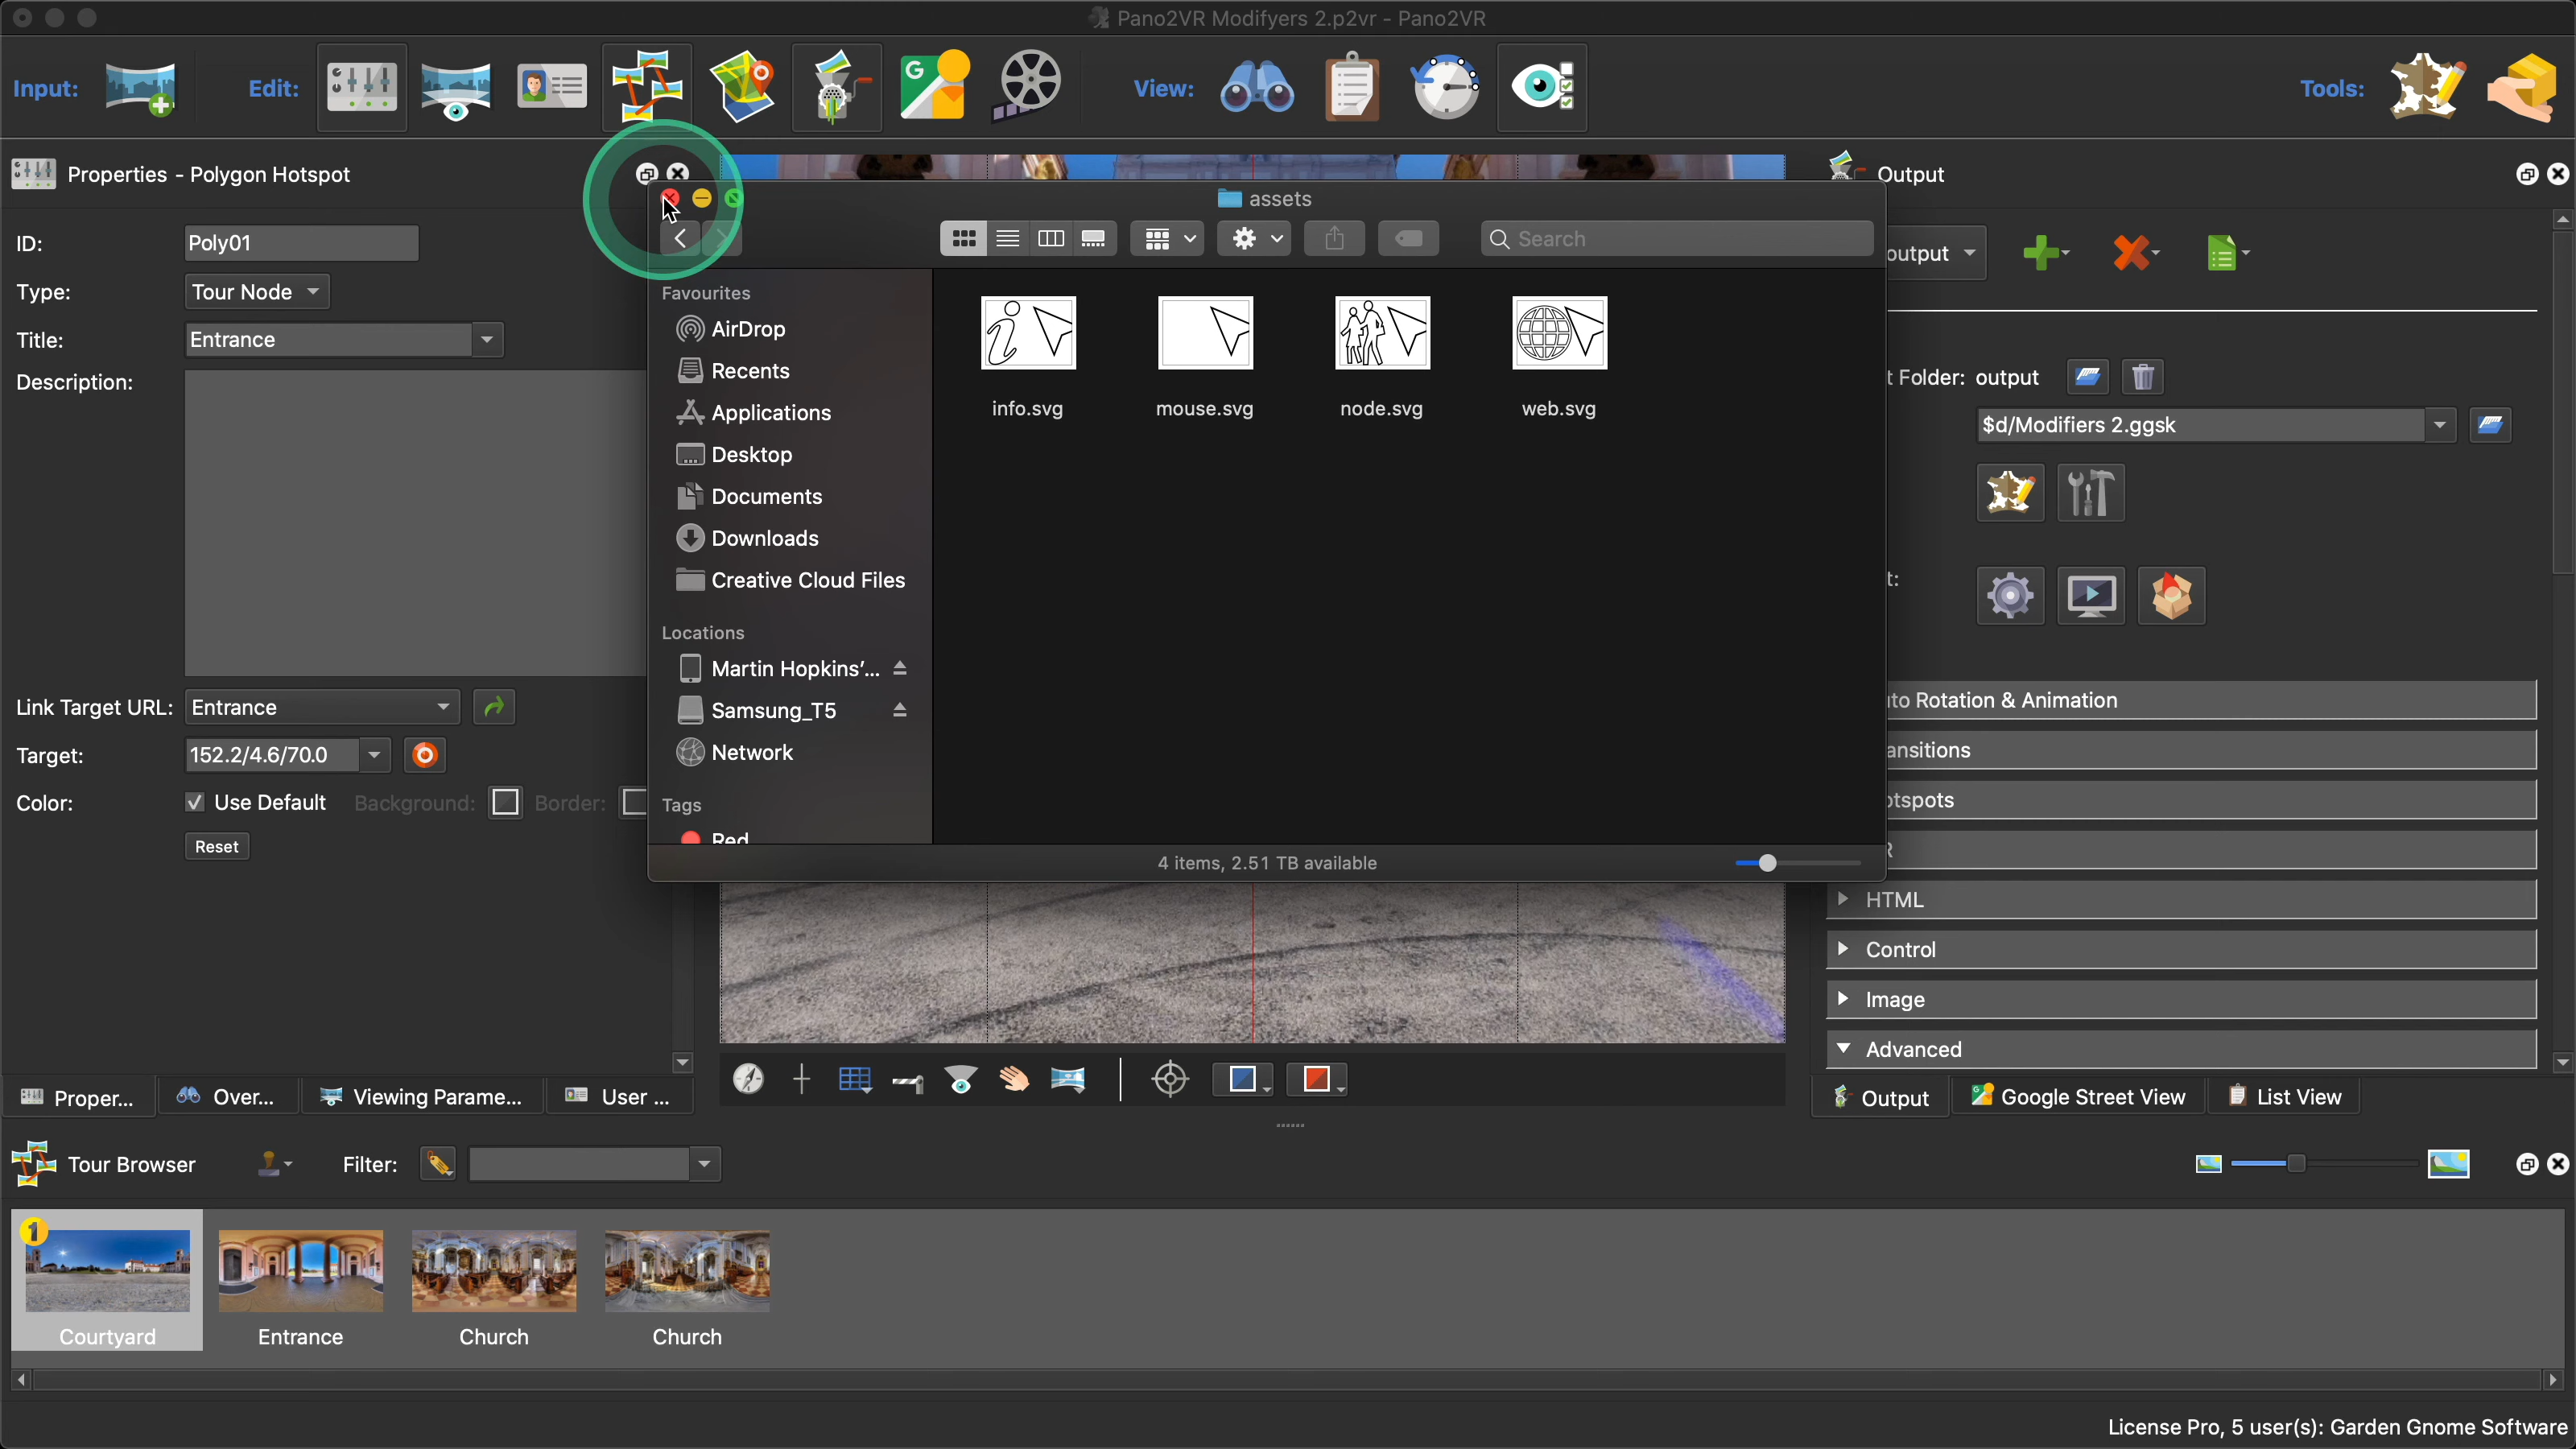 Pano2VR Modifyers 2.p2vr - Pano2VR
Input:
Edit:
View:
Tools:
Properties - Polygon Hotspot
ID:
Poly01
Type:
Tour Node
Title:
Entrance
Description:
Link Target URL:
Entrance
Target:
152.2/4.6/70.0
Color:
Use Default
Background:
Border:
Reset
Proper...
Over...
Viewing Parame...
User ...
assets
Search
Favourites
AirDrop
Recents
Applications
Desktop
Documents
Downloads
Creative Cloud Files
Locations
Martin Hopkins'...
Samsung_T5
Network
Tags
Red
info.svg
mouse.svg
node.svg
web.svg
4 items, 2.51 TB available
Output
output
t Folder: output
$d/Modifiers 2.ggsk
t:
to Rotation & Animation
ansitions
tspots
R
HTML
Control
Image
Advanced
Output
Google Street View
List View
Tour Browser
Filter:
1
Courtyard
Entrance
Church
Church
License Pro, 5 user(s): Garden Gnome Software